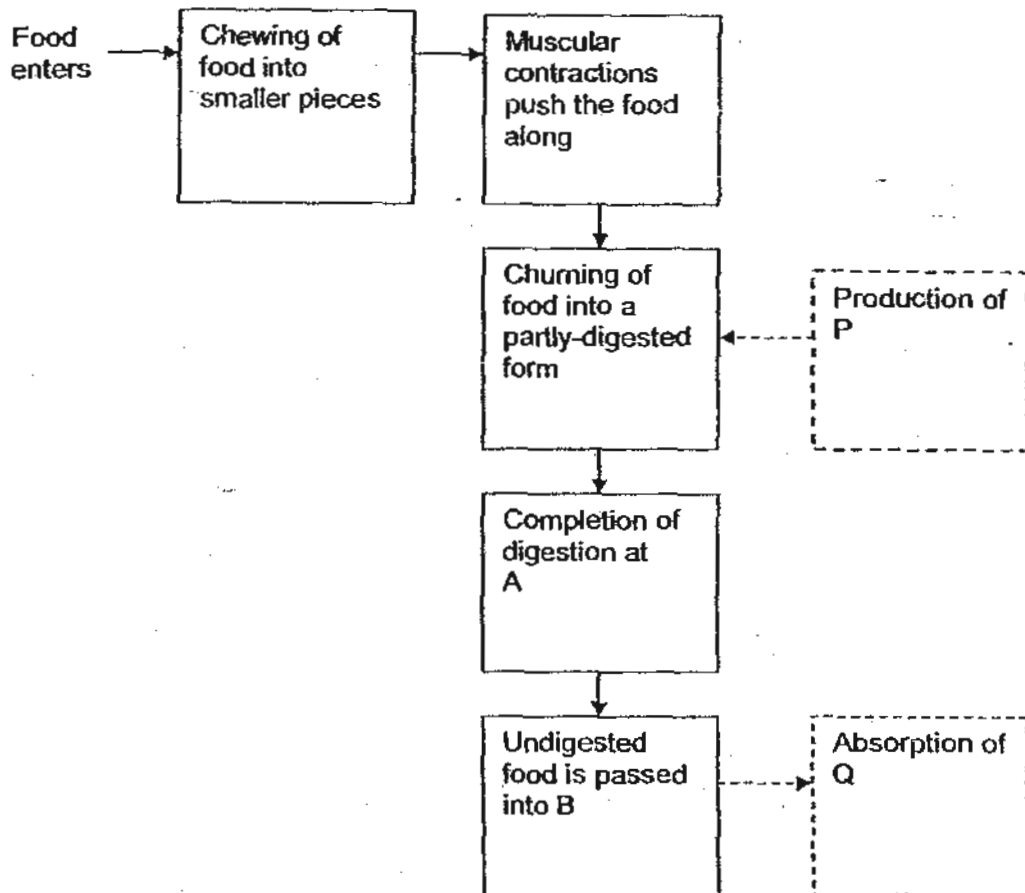 Food
enters
Chewing of
food into
smaller pieces
Muscular
contractions
push the food
along
Churning of
food into a
partly-digested
form
Production of
P
Completion of
digestion at
A
Undigested
food is passed
into B
Absorption of
Q